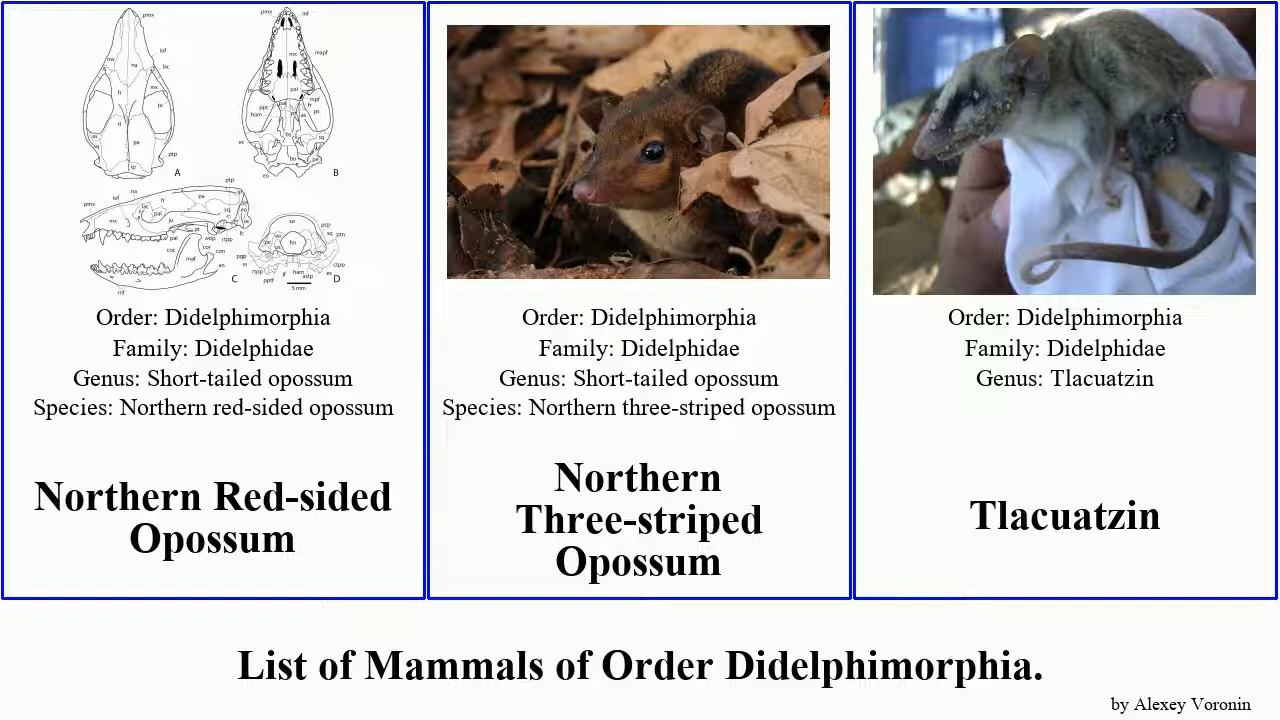 A
B
C
D
5 mm
Order: Didelphimorphia
Family: Didelphidae
Genus: Short-tailed opossum
Species: Northern red-sided opossum
Northern Red-sided
Opossum
Order: Didelphimorphia
Family: Didelphidae
Genus: Short-tailed opossum
Species: Northern three-striped opossum
Northern
Three-striped
Opossum
Order: Didelphimorphia
Family: Didelphidae
Genus: Tlacuatzin
Tlacuatzin
List of Mammals of Order Didelphimorphia.
by Alexey Voronin